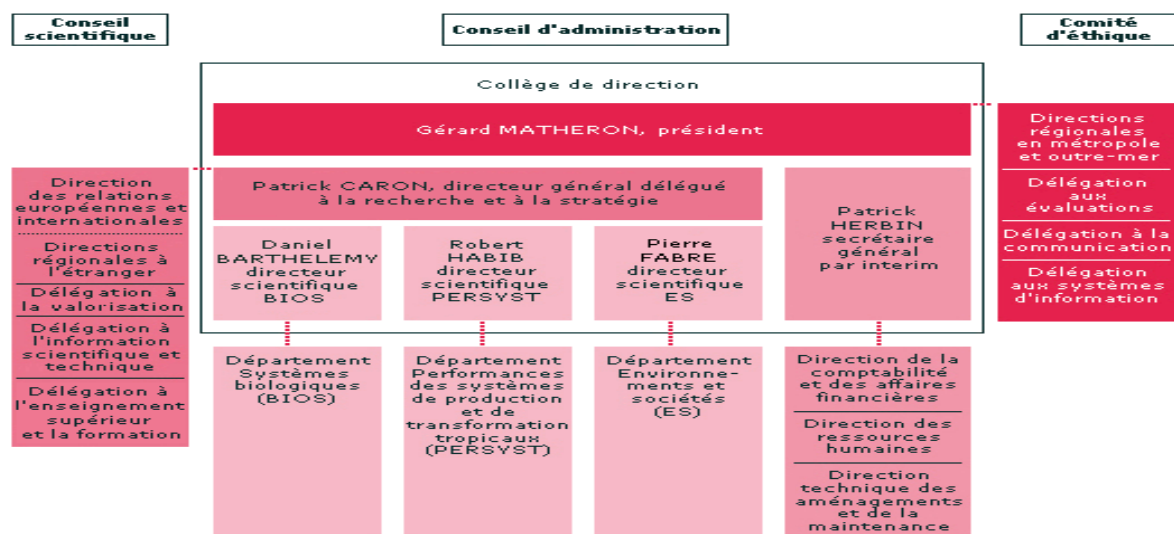 Conseil
scientifique
Conseil d'administration
Comité
d'éthique
Collège de direction
Gérard MATHERON, président
Directions
régionales
en métropole
et outre-mer
Délégation
aux
évaluations
Délégation à la
communication
Délégation
aux systèmes
d'information
Direction
des relations
européennes et
internationales
Directions
régionales à
l'étranger
Délégation à
la valorisation
Délégation à
l'information
scientifique et
technique
Délégation à
l'enseignement
supérieur
et la formation
Patrick CARON, directeur général délégué
à la recherche et à la stratégie
Daniel
BARTHELEMY
directeur
scientifique
BIOS
Robert
HABIB
directeur
scientifique
PERSYST
Pierre
FABRE
directeur
scientifique
ES
Patrick
HERBIN
secrétaire
général
par interim
Département
Systèmes
biologiques
(BIOS)
Département
Performances
des systèmes
de production
et de
transformation
tropicaux
(PERSYST)
Département
Environne-
ments et
sociétés
(ES)
Direction de la
comptabilité
et des affaires
financières
Direction des
ressources
humaines
Direction
technique des
aménagements
et de la
maintenance